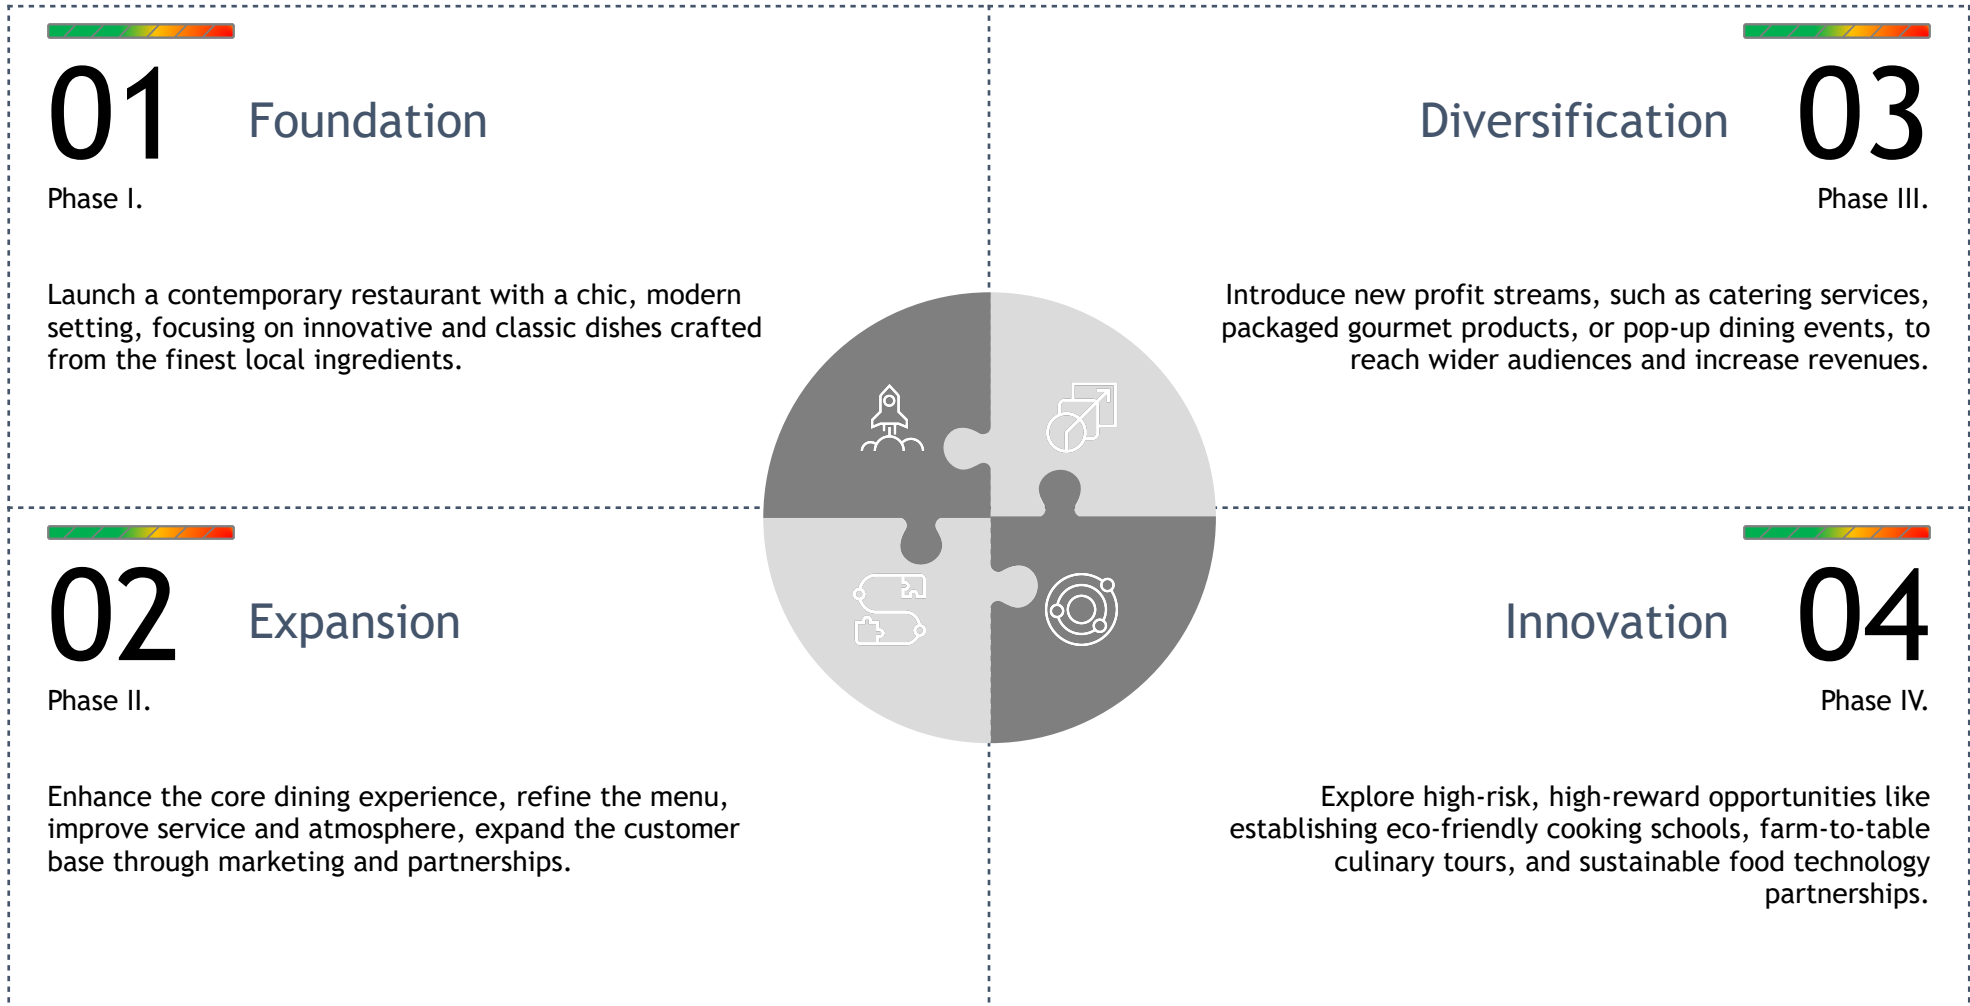 01
Foundation
Phase I.
Launch a contemporary restaurant with a chic, modern
setting, focusing on innovative and classic dishes crafted
from the finest local ingredients.
02
Expansion
Phase II.
Enhance the core dining experience, refine the menu,
improve service and atmosphere, expand the customer
base through marketing and partnerships.
Diversification
03
Phase III.
Introduce new profit streams, such as catering services,
packaged gourmet products, or pop-up dining events, to
reach wider audiences and increase revenues.
Innovation
04
Phase IV.
Explore high-risk, high-reward opportunities like
establishing eco-friendly cooking schools, farm-to-table
culinary tours, and sustainable food technology
partnerships.